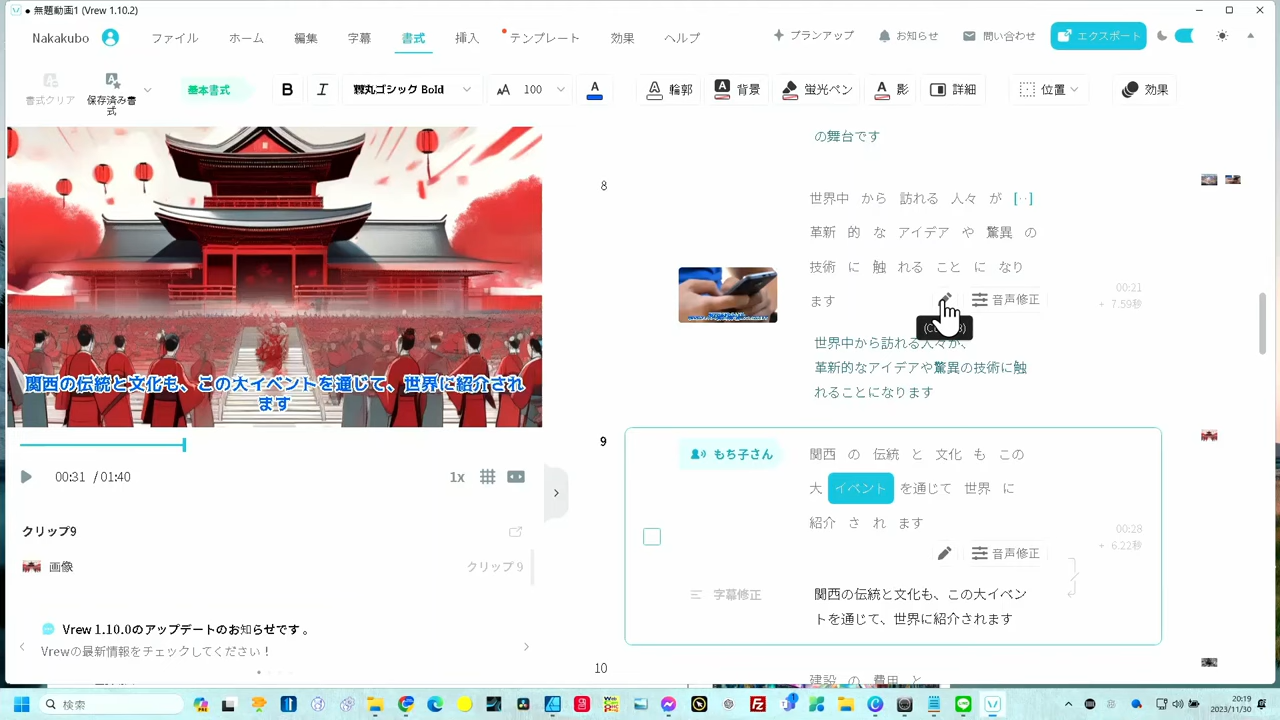 ● 無題動画1 (Vrew 1.10.2)
Nakakubo
ファイル ホーム 編集 字幕 書式 挿入 テンプレート 効果 ヘルプ
プランアップ お知らせ 問い合わせ エクスポート
書式クリア 保存済み書式 基本書式 B I 鞣丸ゴシック Bold 100 輪郭 背景 蛍光ペン 影 詳細 位置 効果
関西の伝統と文化も、この大イベントを通じて、世界に紹介され
ます
00:31 / 01:40 1x
クリップ9
画像 クリップ 9
Vrew 1.10.0のアップデートのお知らせです。
Vrewの最新情報をチェックしてください！
の舞台です
8
世界中 から 訪れる 人々 が [··]
革新 的 な アイデア や 驚異 の
技術 に 触 れる こと に なり
ます
音声修正
00:21
+ 7.59秒
世界中から訪れる人々が、
革新的なアイデアや驚異の技術に触
れることになります
9
もち子さん
関西 の 伝統 と 文化 も この
大 イベント を通じて 世界 に
紹介 さ れ ます
音声修正
00:28
+ 6.22秒
字幕修正
関西の伝統と文化も、この大イベン
トを通じて、世界に紹介されます
10
建設 の 費用 と
検索
20:19
2023/11/30